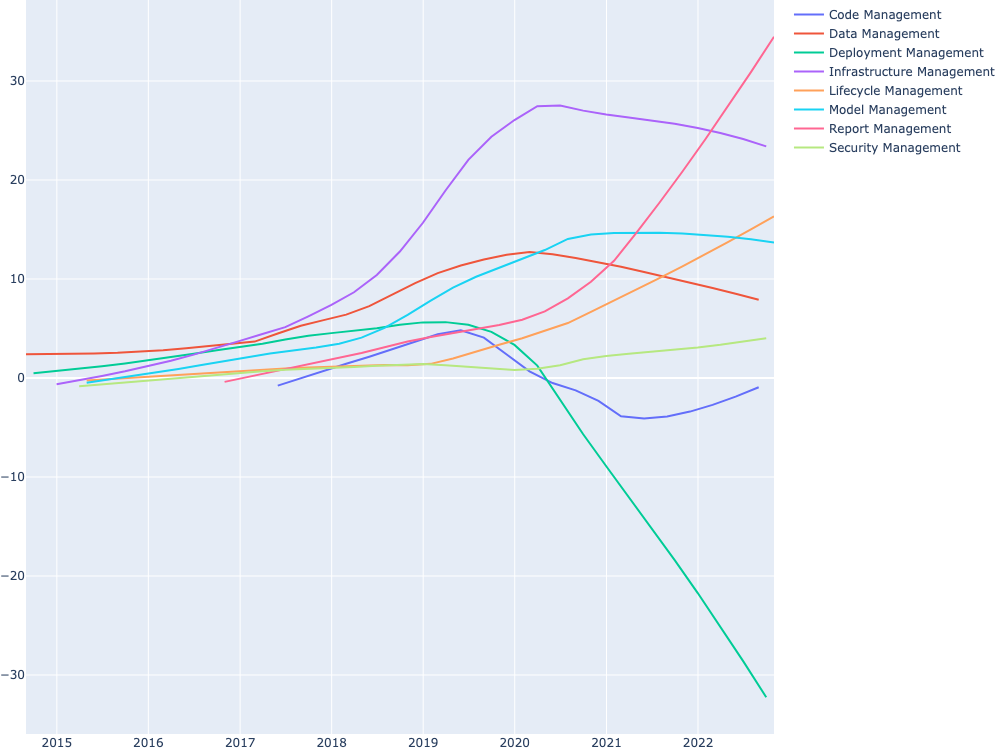 Code Management
Data Management
Deployment Management
Infrastructure Management
Lifecycle Management
Model Management
Report Management
Security Management
30
20
10
0
−10
−20
−30
2015 2016 2017 2018 2019 2020 2021 2022